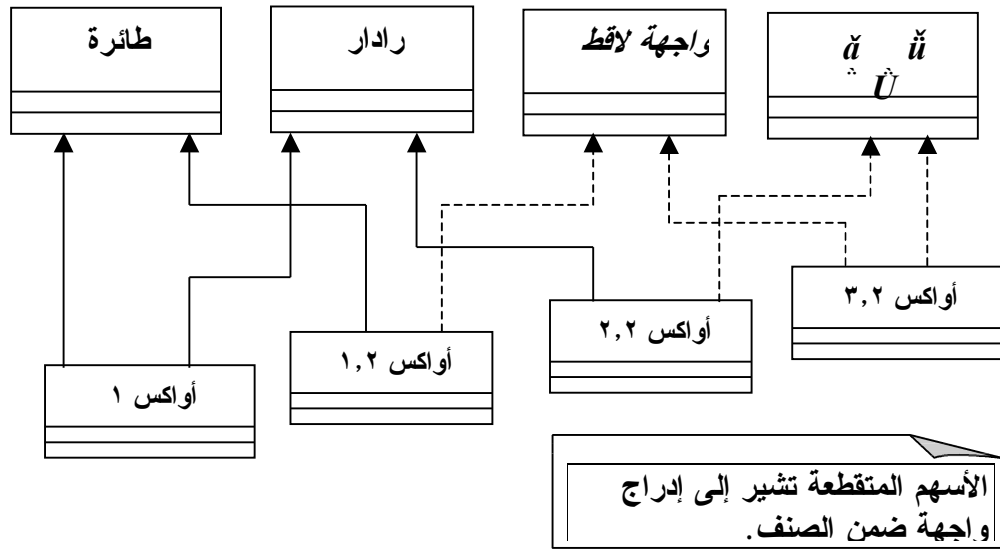 طائرة
رادار
واجهة لاقط
أواكس ١
أواكس ١,٢
أواكس ٢,٢
أواكس ٣,٢
الأسهم المتقطعة تشير إلى إدراج
واجهة ضمن الصنف.